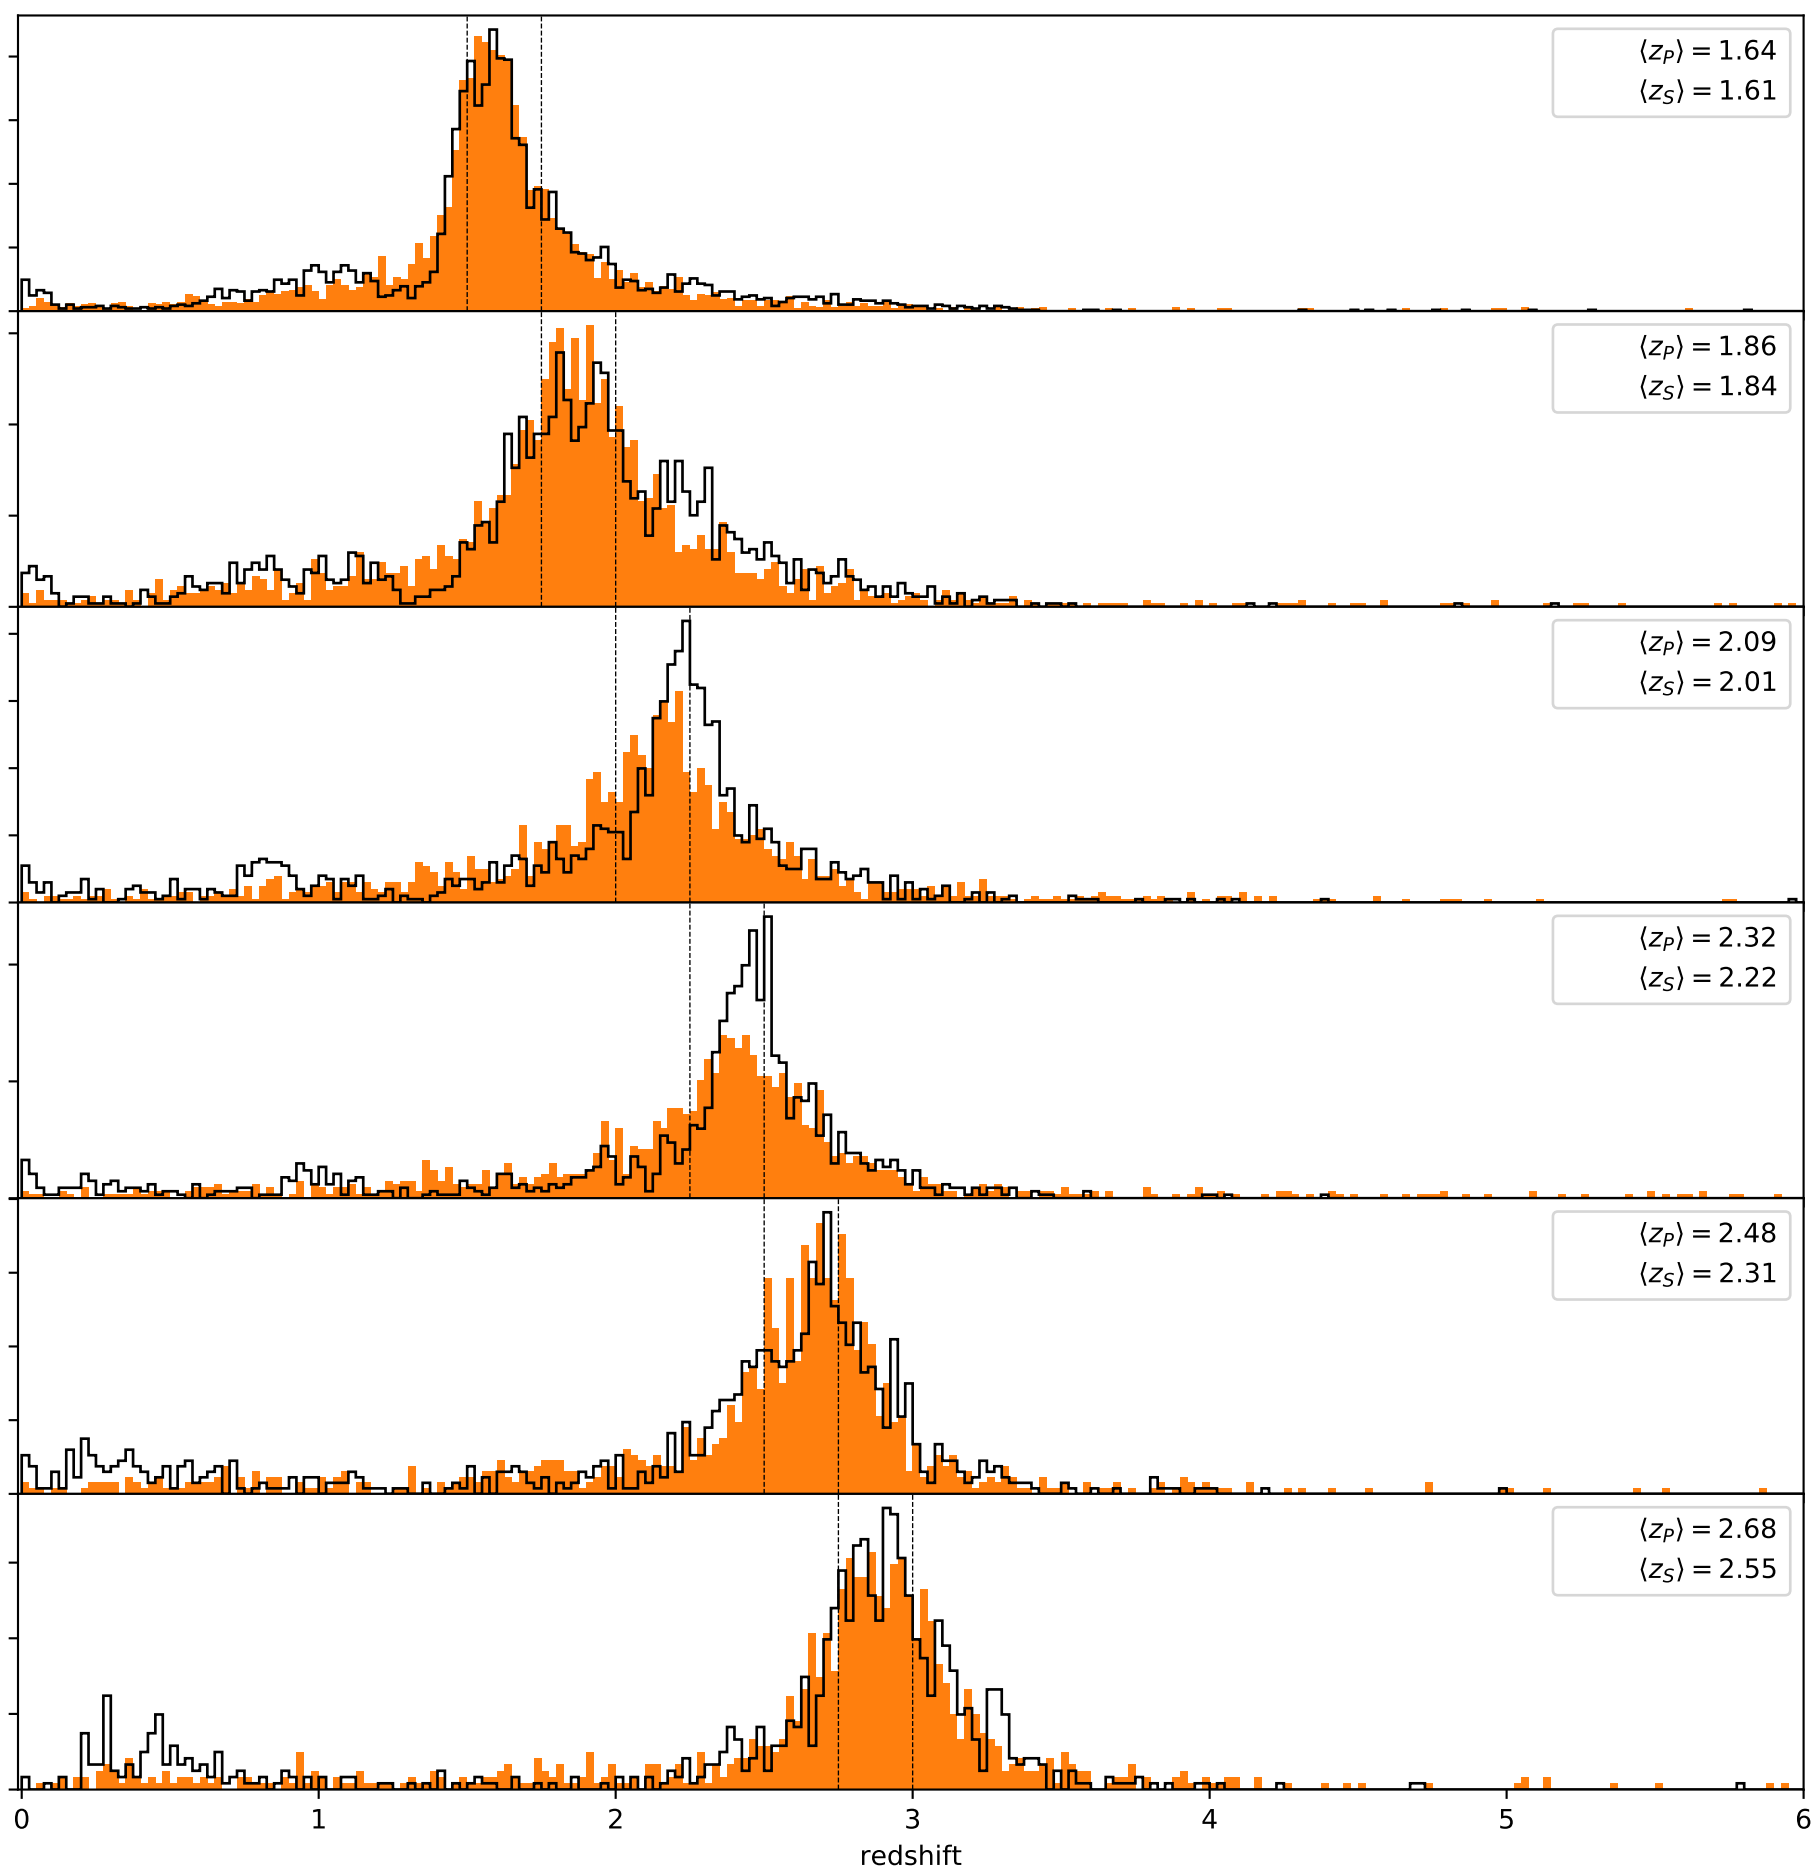 ⟨z_P⟩ = 1.64
⟨z_S⟩ = 1.61
⟨z_P⟩ = 1.86
⟨z_S⟩ = 1.84
⟨z_P⟩ = 2.09
⟨z_S⟩ = 2.01
⟨z_P⟩ = 2.32
⟨z_S⟩ = 2.22
⟨z_P⟩ = 2.48
⟨z_S⟩ = 2.31
⟨z_P⟩ = 2.68
⟨z_S⟩ = 2.55
0 1 2 3 4 5 6
redshift